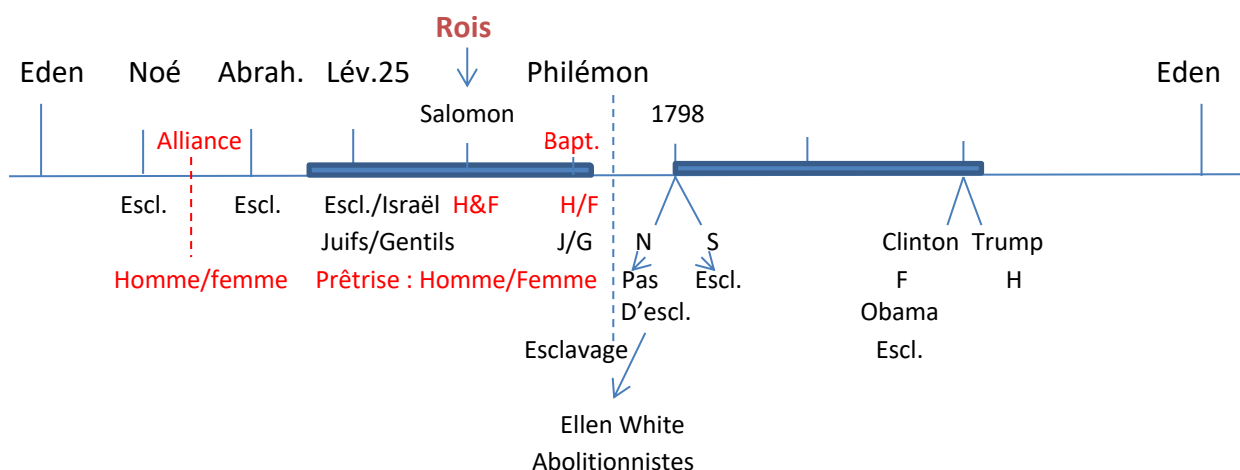 Rois
Eden Noé Abrah. Lév.25 Philémon Eden
Salomon 1798
Alliance Bapt.
Escl. Escl. Escl./Israël H&F H/F
Juifs/Gentils J/G N S Clinton Trump
Homme/femme Prêtrise : Homme/Femme Pas Escl. F H
D’escl. Obama
Esclavage Escl.
Ellen White
Abolitionnistes